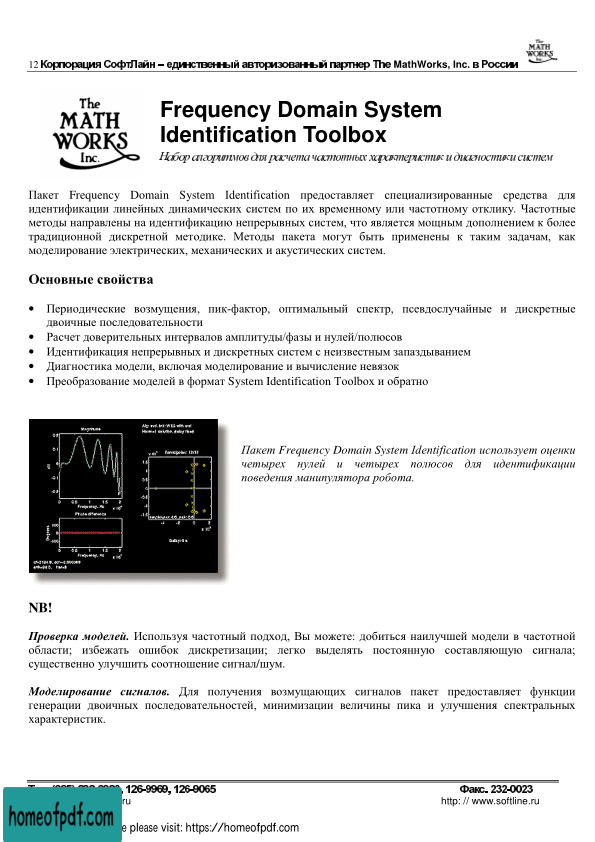 12 Корпорация СофтЛайн – единственный авторизованный партнер The MathWorks, Inc. в России
The
MATH
WORKS
Inc.
The
MATH
WORKS
Inc.
Frequency Domain System
Identification Toolbox
Набор алгоритмов для расчета частотных характеристик и диагностики систем
Пакет Frequency Domain System Identification предоставляет специализированные средства для
идентификации линейных динамических систем по их временному или частотному отклику. Частотные
методы направлены на идентификацию непрерывных систем, что является мощным дополнением к более
традиционной дискретной методике. Методы пакета могут быть применены к таким задачам, как
моделирование электрических, механических и акустических систем.
Основные свойства
• Периодические возмущения, пик-фактор, оптимальный спектр, псевдослучайные и дискретные
двоичные последовательности
• Расчет доверительных интервалов амплитуды/фазы и нулей/полюсов
• Идентификация непрерывных и дискретных систем с неизвестным запаздыванием
• Диагностика модели, включая моделирование и вычисление невязок
• Преобразование моделей в формат System Identification Toolbox и обратно
Magnitude
Frequency, Hz
Phase difference
Degrees
Frequency, Hz
Пакет Frequency Domain System Identification использует оценки
четырех нулей и четырех полюсов для идентификации
поведения манипулятора робота.
NB!
Проверка моделей. Используя частотный подход, Вы можете: добиться наилучшей модели в частотной
области; избежать ошибок дискретизации; легко выделять постоянную составляющую сигнала;
существенно улучшить соотношение сигнал/шум.
Моделирование сигналов. Для получения возмущающих сигналов пакет предоставляет функции
генерации двоичных последовательностей, минимизации величины пика и улучшения спектральных
характеристик.
126-9969, 126-9065
Факс. 232-0023
ru
http: // www.softline.ru
homeofpdf.com
e please visit: https://homeofpdf.com